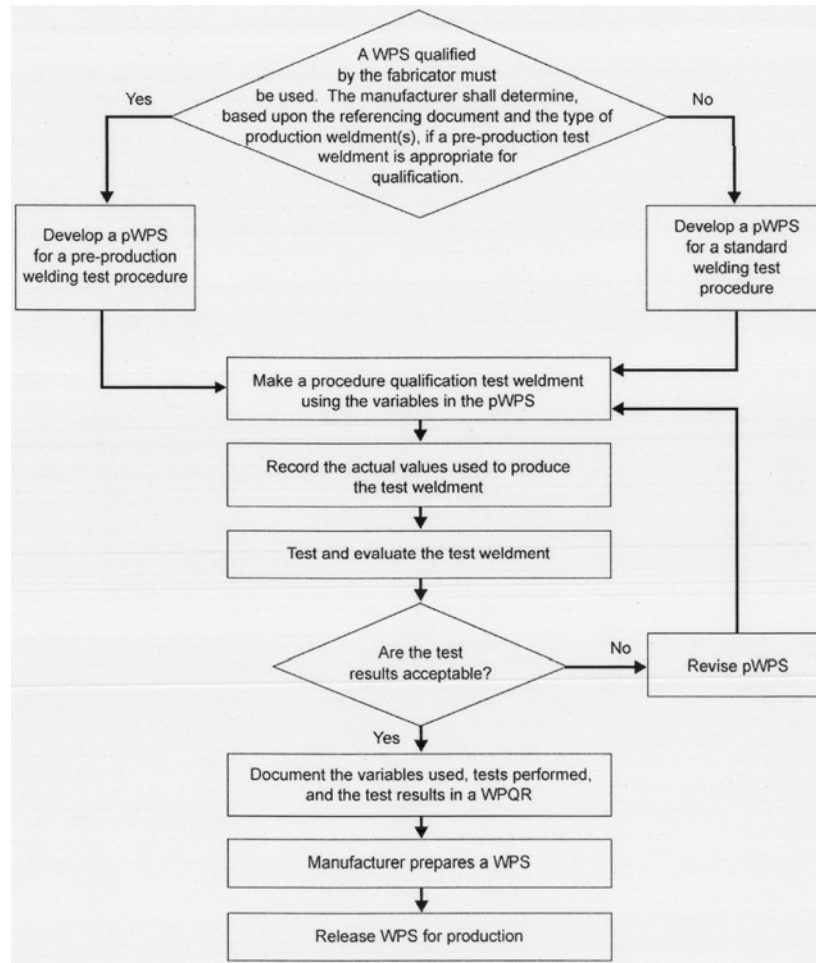 A WPS qualified
by the fabricator must
be used. The manufacturer shall determine,
based upon the referencing document and the type of
production weldment(s), if a pre-production test
weldment is appropriate for
qualification.
Yes
No
Develop a pWPS
for a pre-production
welding test procedure
Develop a pWPS
for a standard
welding test
procedure
Make a procedure qualification test weldment
using the variables in the pWPS
Record the actual values used to produce
the test weldment
Test and evaluate the test weldment
Are the test
results acceptable?
No
Revise pWPS
Yes
Document the variables used, tests performed,
and the test results in a WPQR
Manufacturer prepares a WPS
Release WPS for production